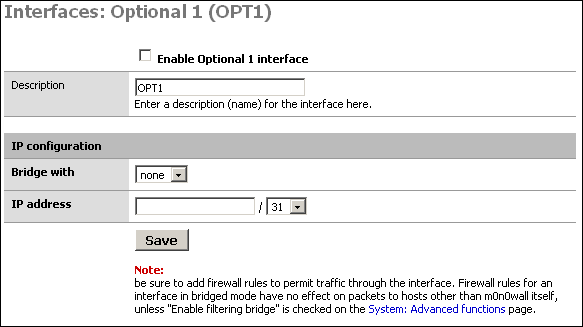 Interfaces: Optional 1 (OPT1)
Enable Optional 1 interface
Description
OPT1
Enter a description (name) for the interface here.
IP configuration
Bridge with
none
IP address
/ 31
Save
Note:
be sure to add firewall rules to permit traffic through the interface. Firewall rules for an
interface in bridged mode have no effect on packets to hosts other than m0n0wall itself,
unless "Enable filtering bridge" is checked on the System: Advanced functions page.